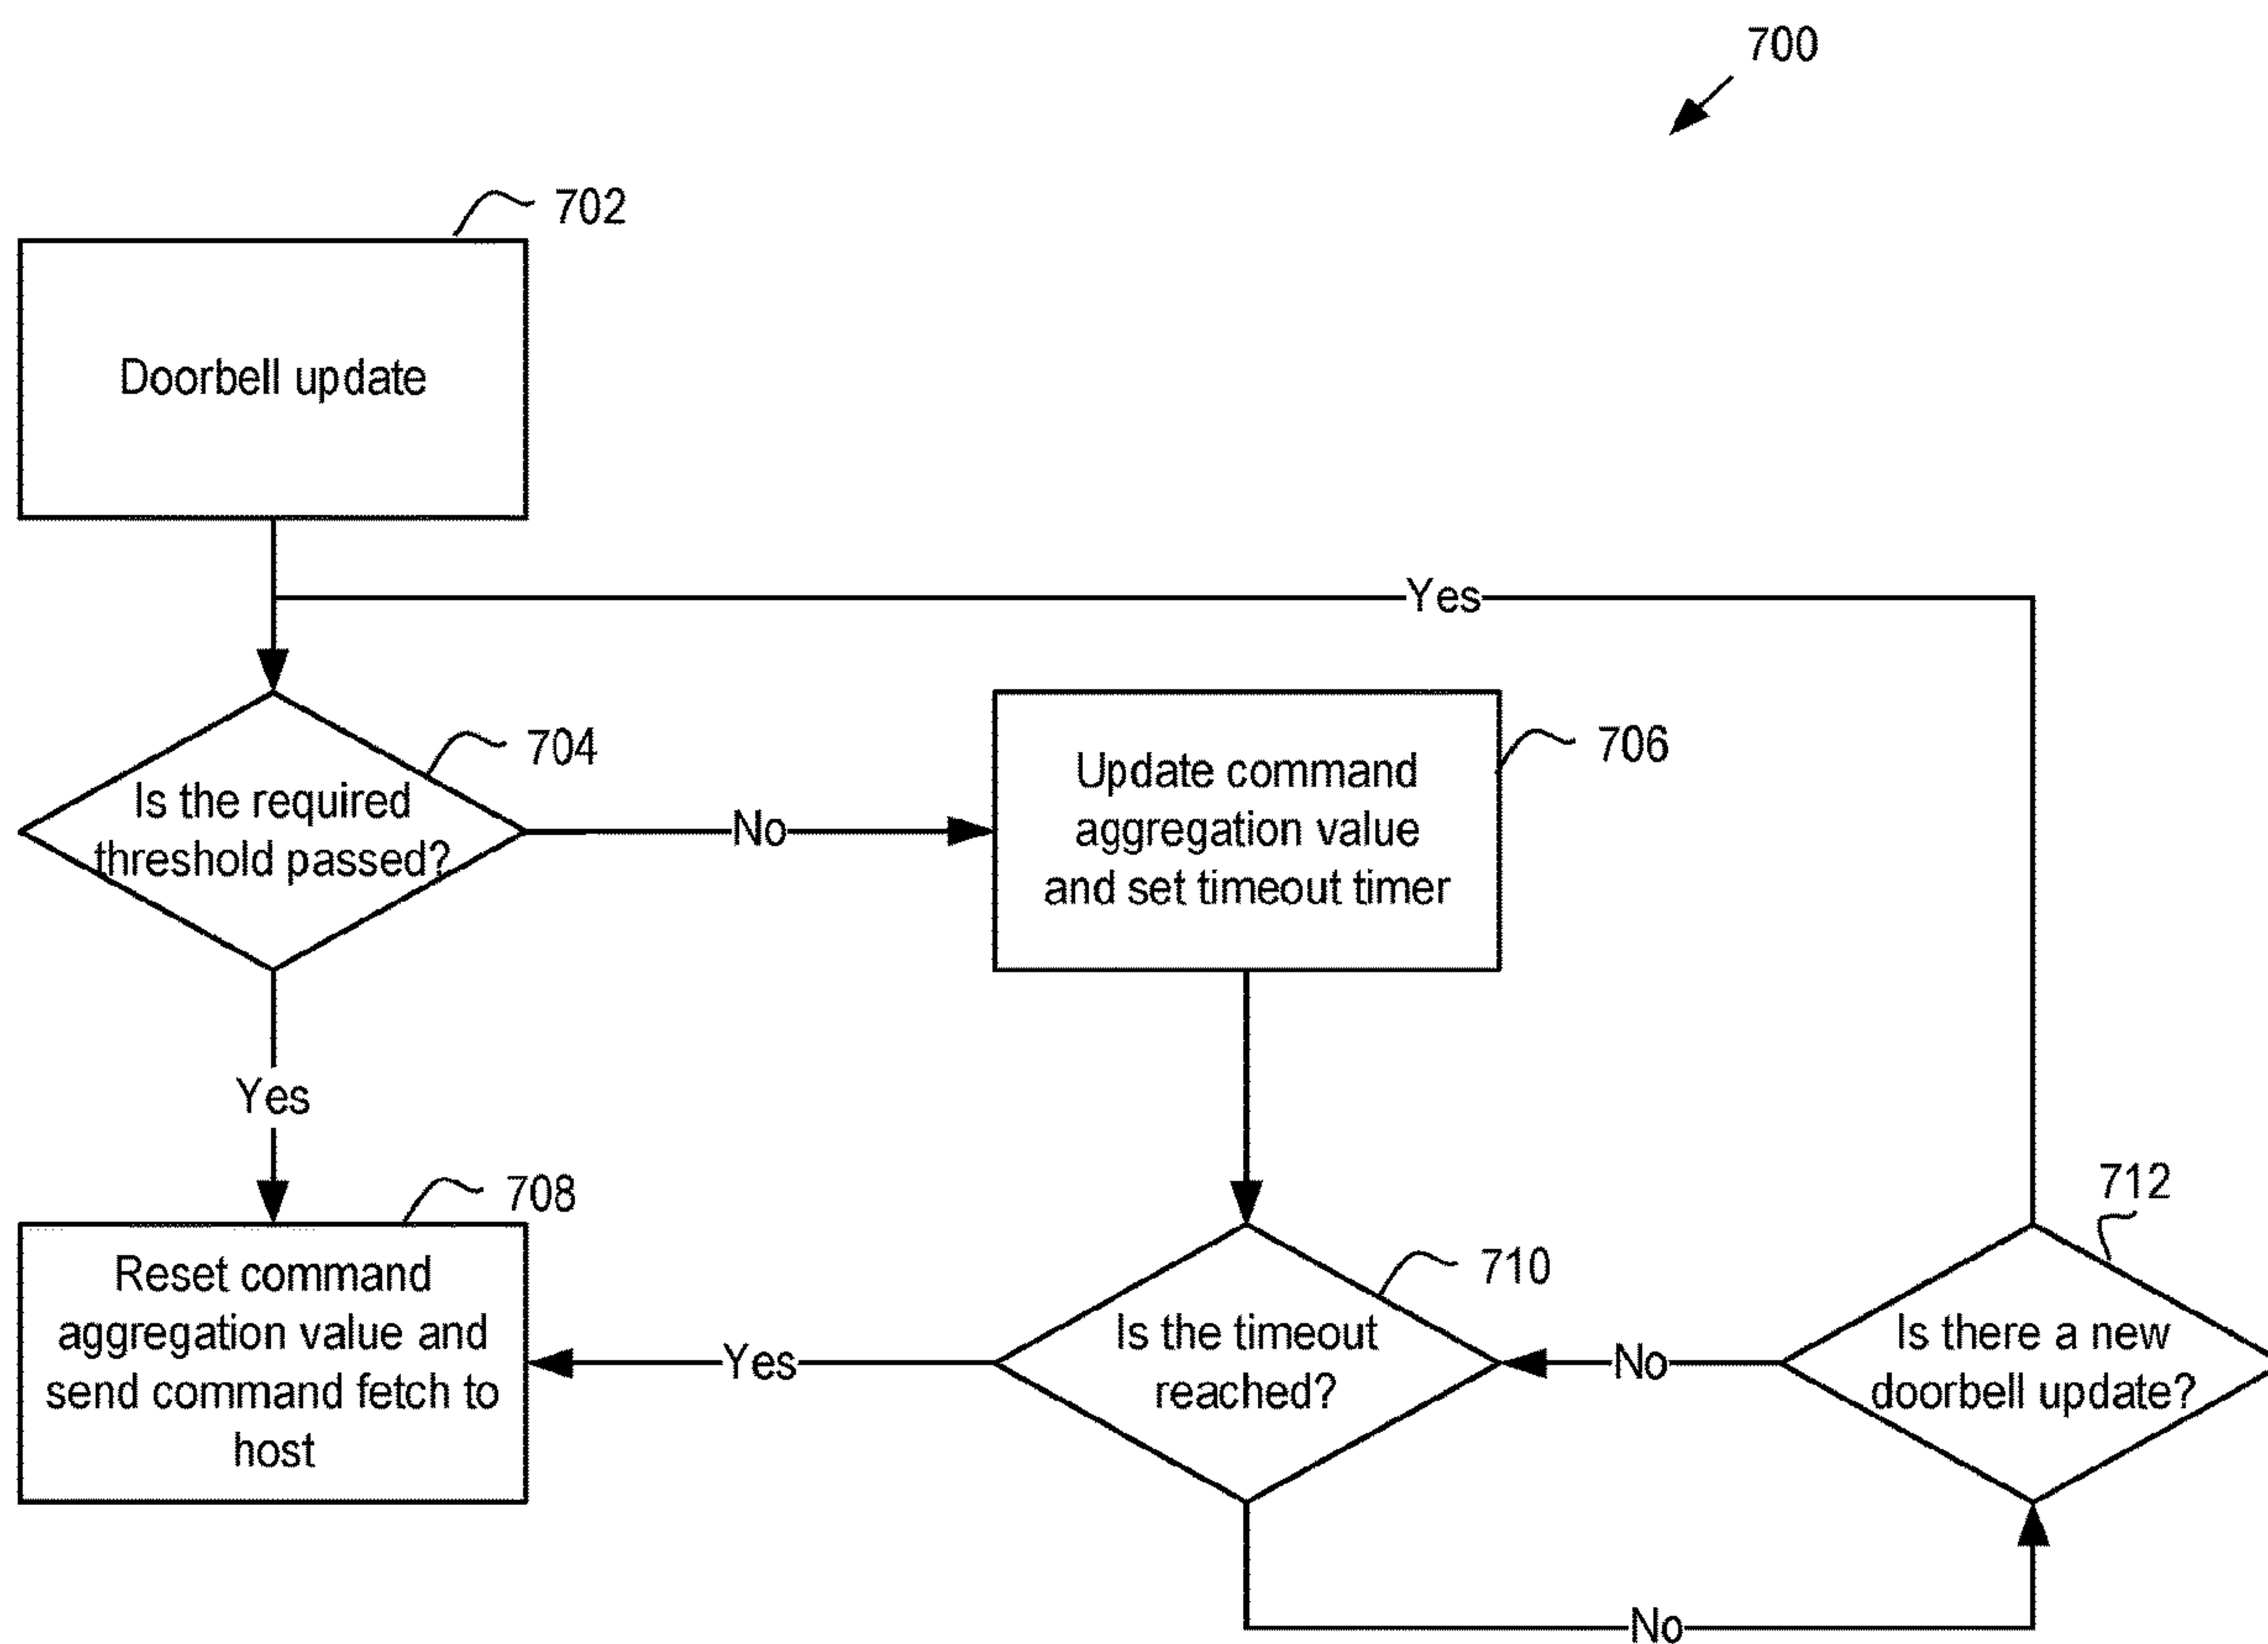 700
702
Doorbell update
Yes
704
Is the required
threshold passed?
No
706
Update command
aggregation value
and set timeout timer
Yes
708
Reset command
aggregation value and
send command fetch to
host
Yes
710
Is the timeout
reached?
No
712
Is there a new
doorbell update?
No